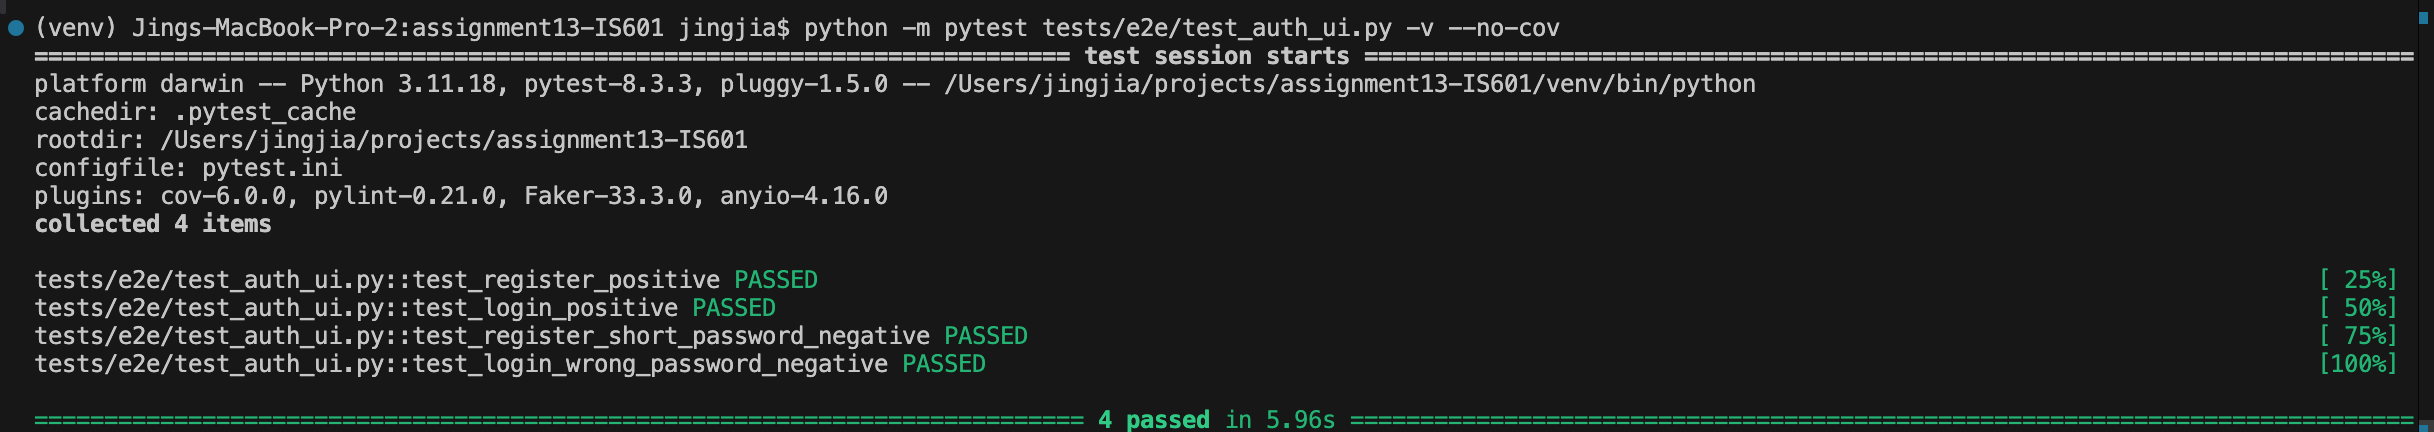 (venv) Jings-MacBook-Pro-2:assignment13-IS601 jingjia$ python -m pytest tests/e2e/test_auth_ui.py -v --no-cov
========================================================================== test session starts ===========================================================================
platform darwin -- Python 3.11.18, pytest-8.3.3, pluggy-1.5.0 -- /Users/jingjia/projects/assignment13-IS601/venv/bin/python
cachedir: .pytest_cache
rootdir: /Users/jingjia/projects/assignment13-IS601
configfile: pytest.ini
plugins: cov-6.0.0, pylint-0.21.0, Faker-33.3.0, anyio-4.16.0
collected 4 items
tests/e2e/test_auth_ui.py::test_register_positive PASSED [ 25%]
tests/e2e/test_auth_ui.py::test_login_positive PASSED [ 50%]
tests/e2e/test_auth_ui.py::test_register_short_password_negative PASSED [ 75%]
tests/e2e/test_auth_ui.py::test_login_wrong_password_negative PASSED [100%]
=========================================================================== 4 passed in 5.96s ============================================================================